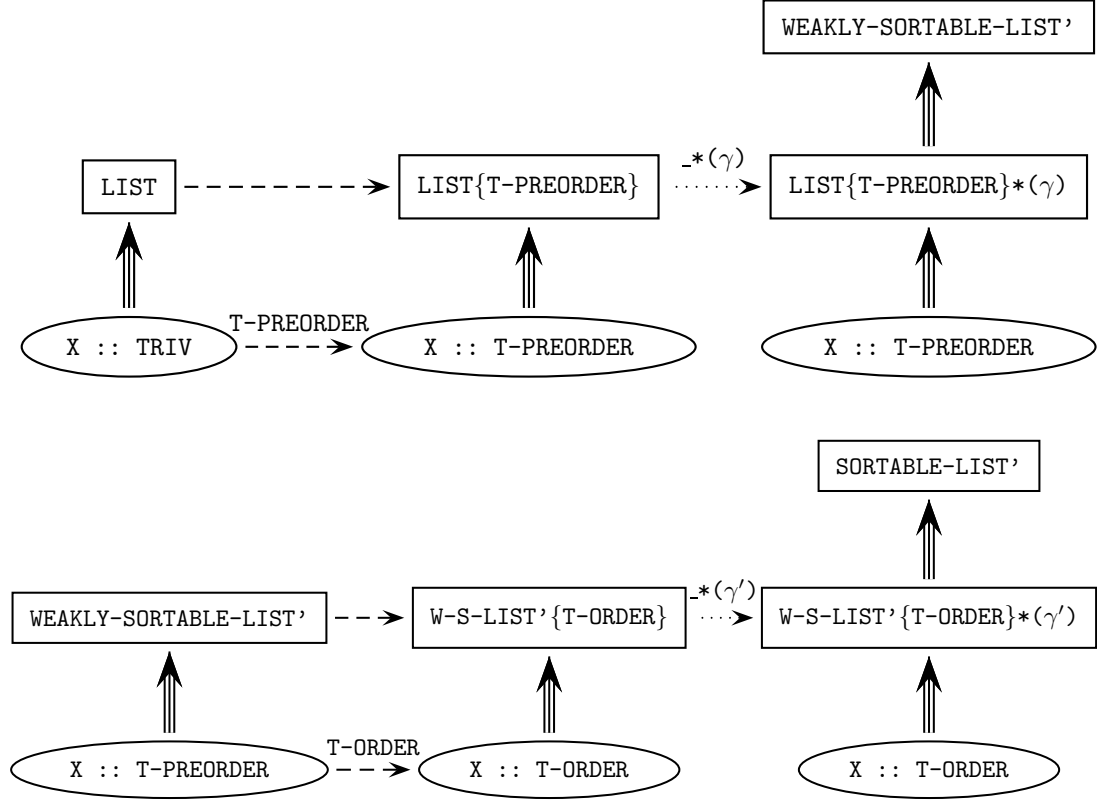 WEAKLY-SORTABLE-LIST'
_*(γ)
LIST
LIST{T-PREORDER}
LIST{T-PREORDER}*(γ)
T-PREORDER
X :: TRIV
X :: T-PREORDER
X :: T-PREORDER
SORTABLE-LIST'
_*(γ′)
WEAKLY-SORTABLE-LIST'
W-S-LIST'{T-ORDER}
W-S-LIST'{T-ORDER}*(γ′)
T-ORDER
X :: T-PREORDER
X :: T-ORDER
X :: T-ORDER